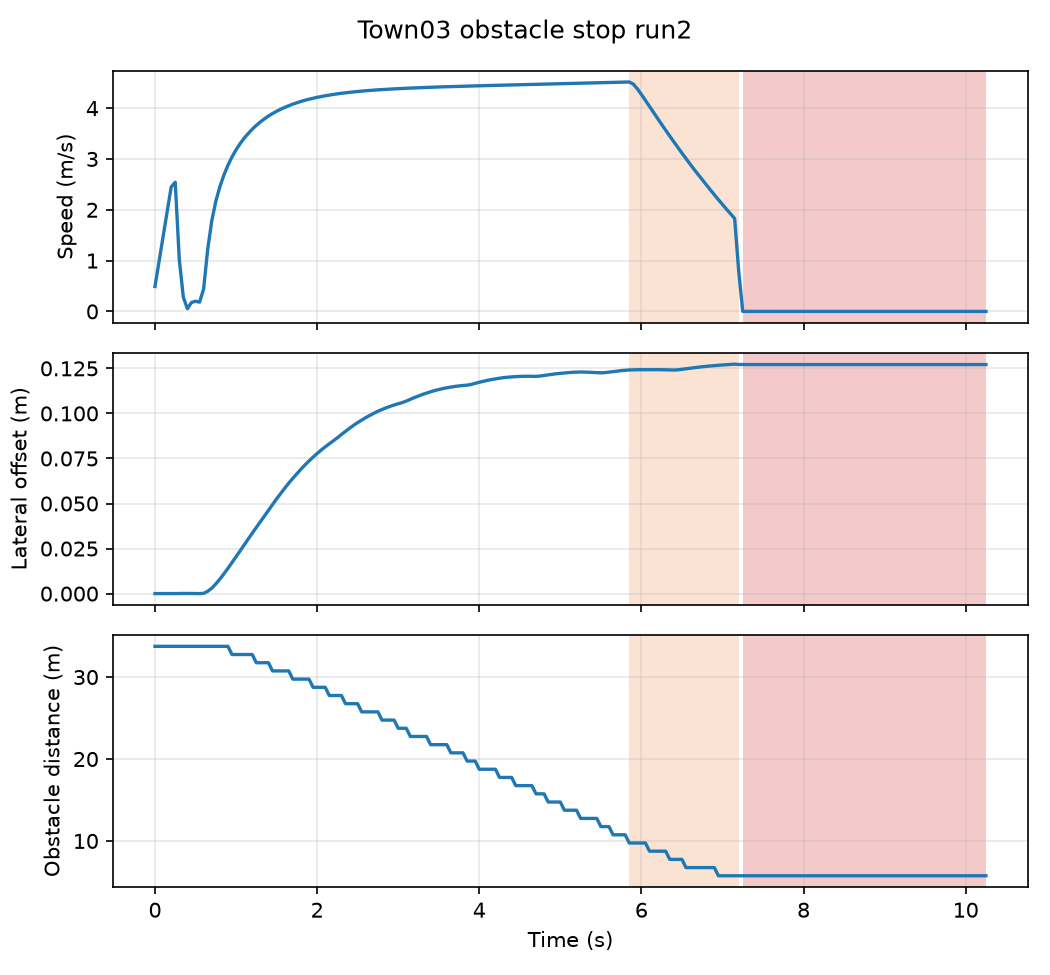 Town03 obstacle stop run2
Speed (m/s)
4
3
2
1
0
Lateral offset (m)
0.125
0.100
0.075
0.050
0.025
0.000
Obstacle distance (m)
30
20
10
0 2 4 6 8 10
Time (s)